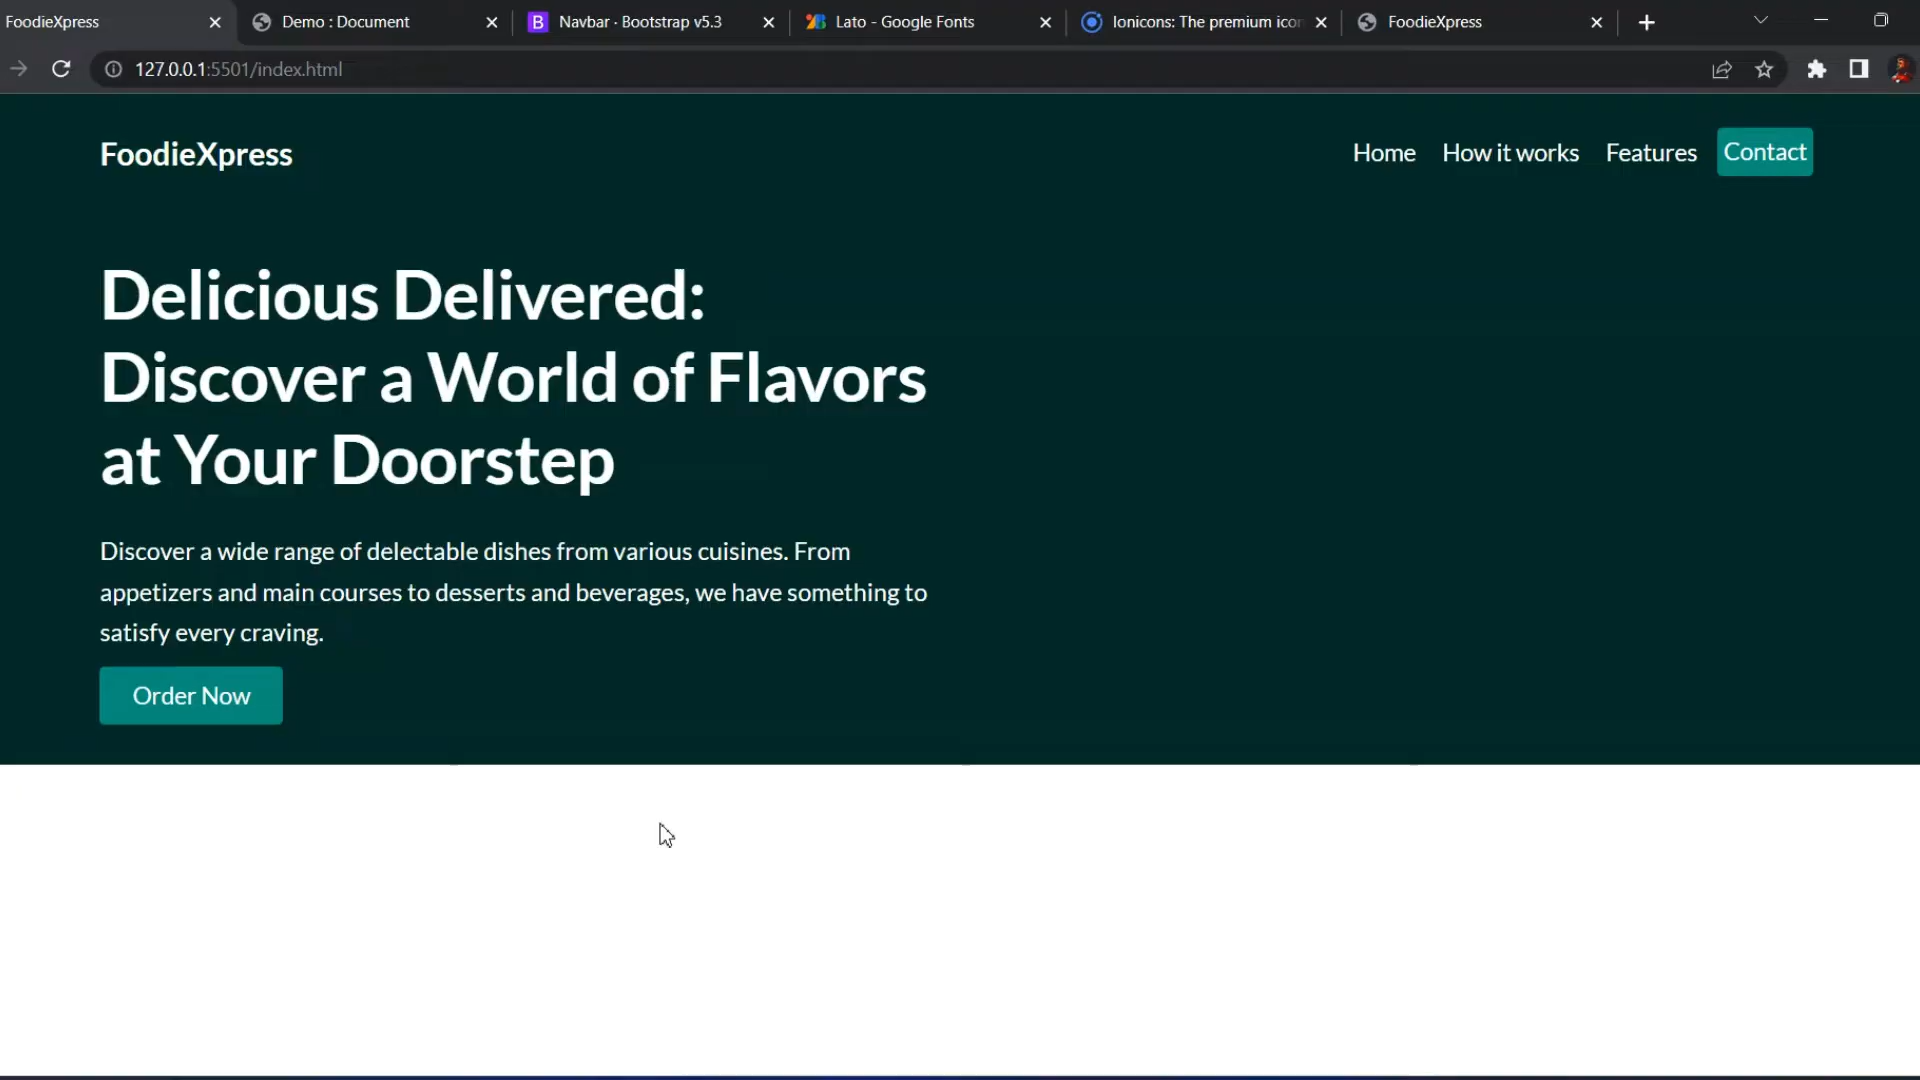 FoodieXpress
Demo : Document
B Navbar · Bootstrap v5.3
Lato - Google Fonts
Ionicons: The premium icon
FoodieXpress
127.0.0.1:5501/index.html
FoodieXpress
Home How it works Features Contact
Delicious Delivered:
Discover a World of Flavors
at Your Doorstep
Discover a wide range of delectable dishes from various cuisines. From
appetizers and main courses to desserts and beverages, we have something to
satisfy every craving.
Order Now